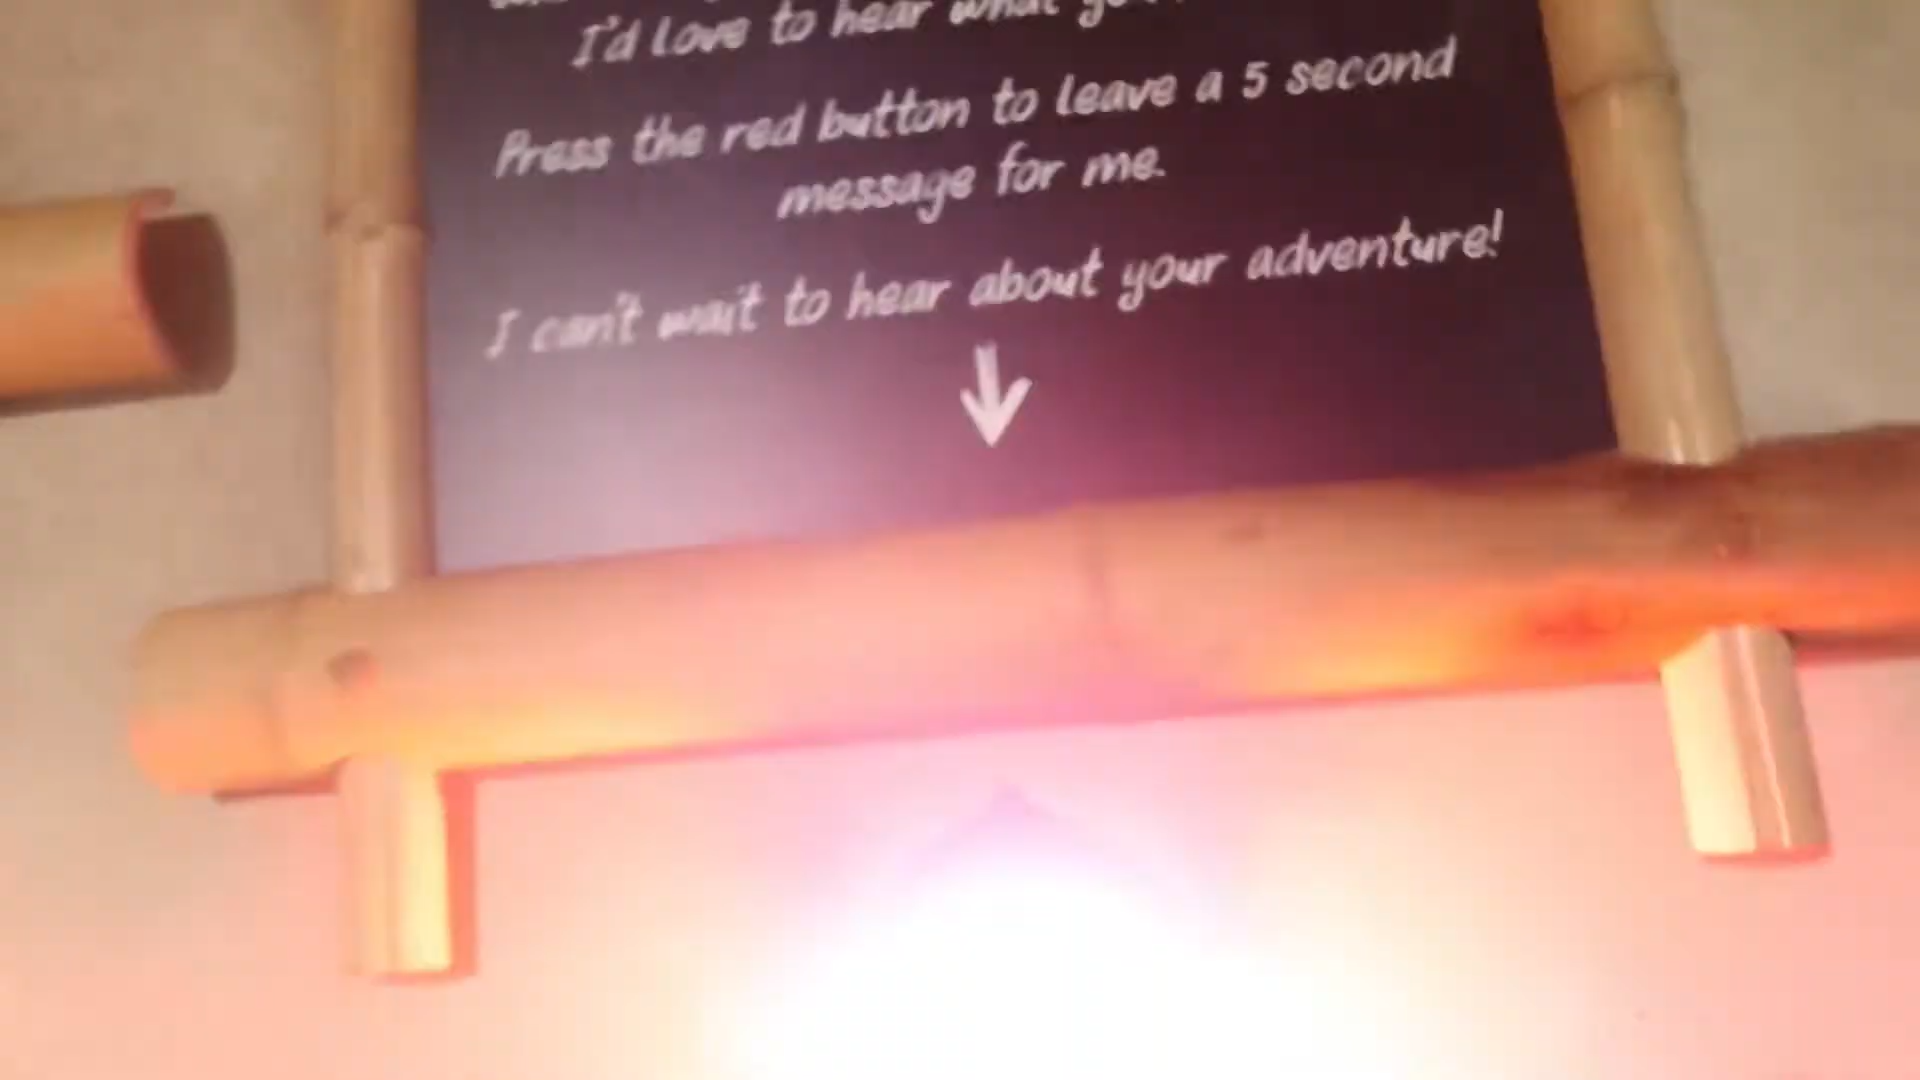 I'd love to hear what
Press the red button to leave a 5 second
message for me.
I can't wait to hear about your adventure!